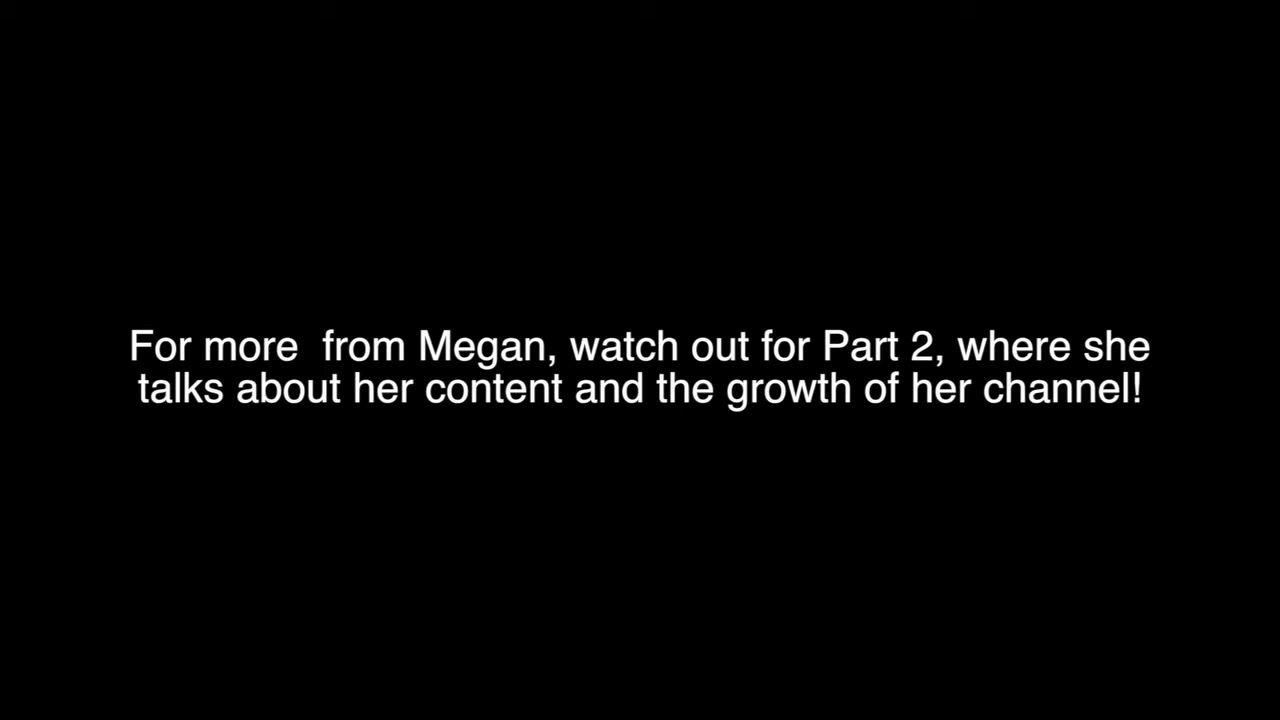 For more  from Megan, watch out for Part 2, where she
talks about her content and the growth of her channel!